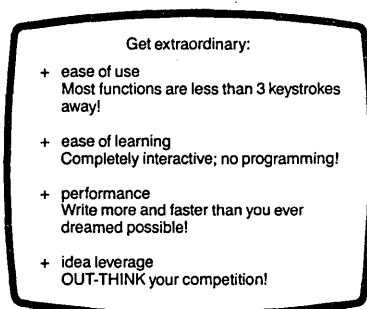 Get extraordinary:
+ ease of use
Most functions are less than 3 keystrokes
away!
+ ease of learning
Completely interactive; no programming!
+ performance
Write more and faster than you ever
dreamed possible!
+ idea leverage
OUT-THINK your competition!